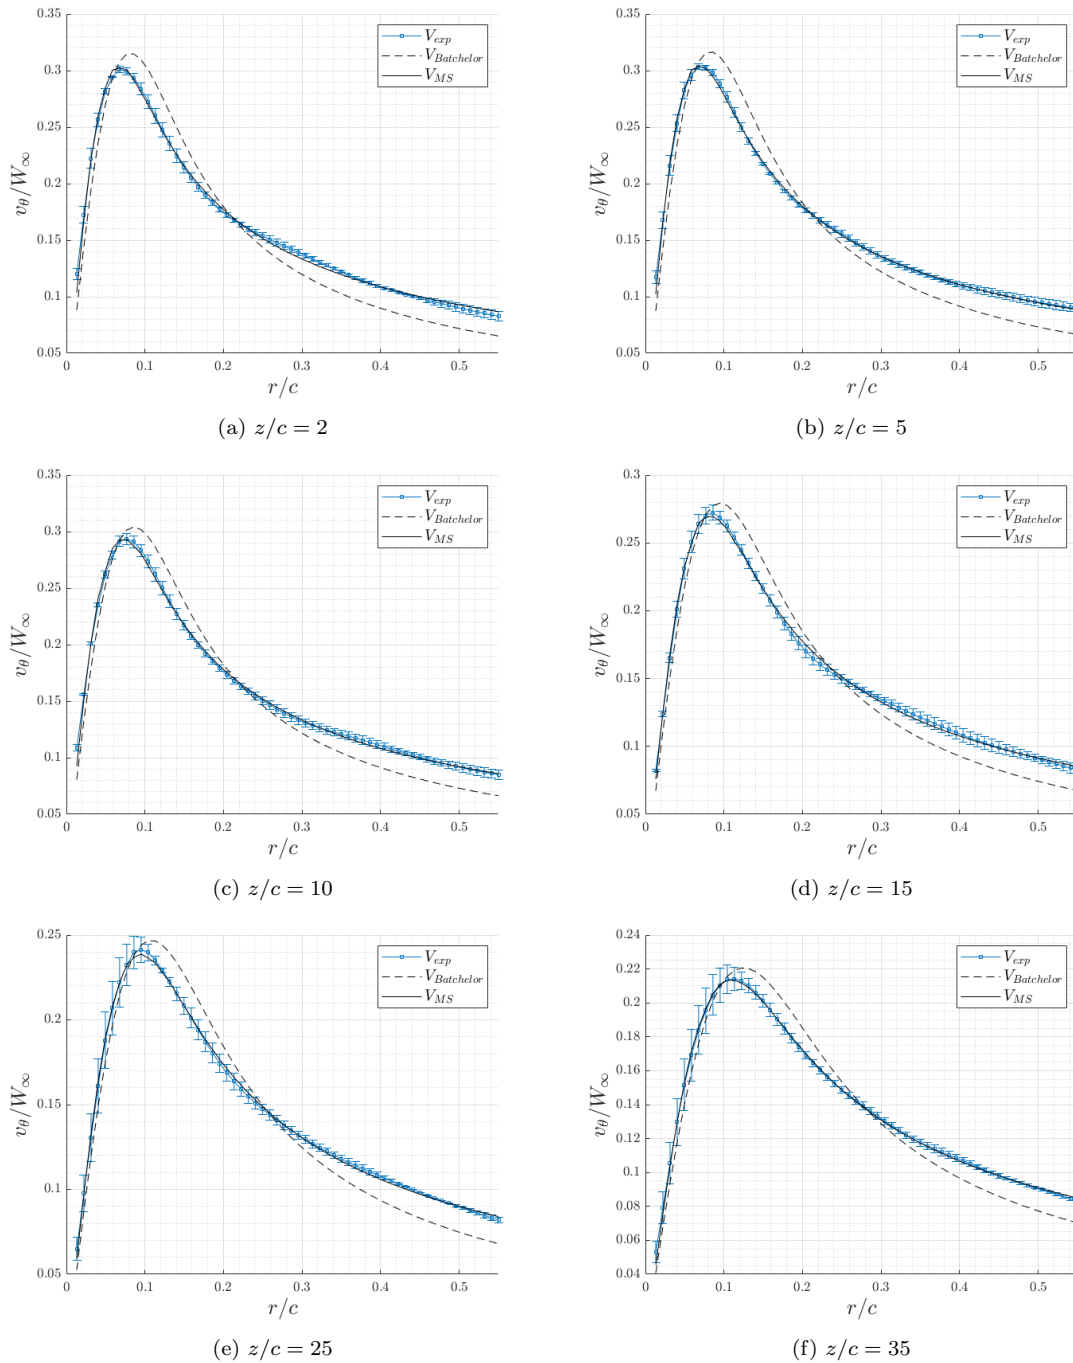 0.35
0.3
0.25
0.2
0.15
0.1
0.05
v_θ/W_∞
0 0.1 0.2 0.3 0.4 0.5
r/c
V_exp
V_Batchelor
V_MS
(a) z/c = 2
0.35
0.3
0.25
0.2
0.15
0.1
0.05
v_θ/W_∞
0 0.1 0.2 0.3 0.4 0.5
r/c
V_exp
V_Batchelor
V_MS
(b) z/c = 5
0.35
0.3
0.25
0.2
0.15
0.1
0.05
v_θ/W_∞
0 0.1 0.2 0.3 0.4 0.5
r/c
V_exp
V_Batchelor
V_MS
(c) z/c = 10
0.3
0.25
0.2
0.15
0.1
0.05
v_θ/W_∞
0 0.1 0.2 0.3 0.4 0.5
r/c
V_exp
V_Batchelor
V_MS
(d) z/c = 15
0.25
0.2
0.15
0.1
0.05
v_θ/W_∞
0 0.1 0.2 0.3 0.4 0.5
r/c
V_exp
V_Batchelor
V_MS
(e) z/c = 25
0.24
0.22
0.2
0.18
0.16
0.14
0.12
0.1
0.08
0.06
0.04
v_θ/W_∞
0 0.1 0.2 0.3 0.4 0.5
r/c
V_exp
V_Batchelor
V_MS
(f) z/c = 35